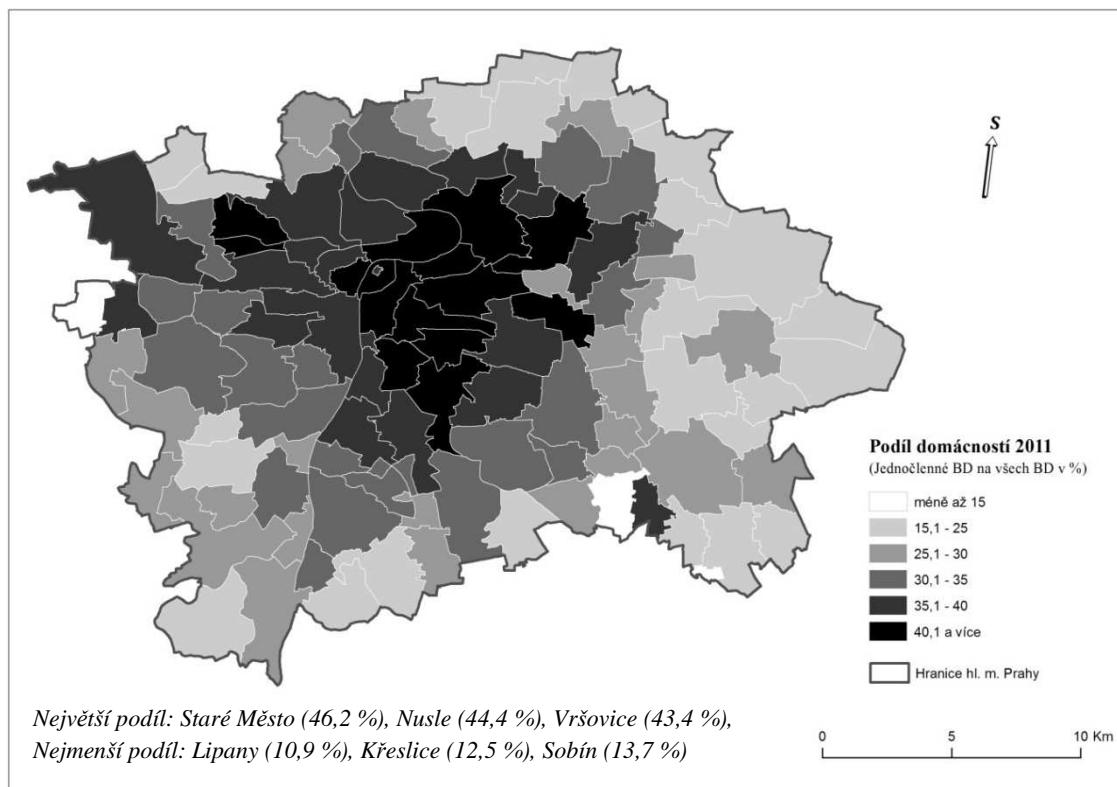 S
Podíl domácností 2011
(Jednočlenné BD na všech BD v %)
méně až 15
15,1 - 25
25,1 - 30
30,1 - 35
35,1 - 40
40,1 a více
Hranice hl. m. Prahy
Největší podíl: Staré Město (46,2 %), Nusle (44,4 %), Vršovice (43,4 %),
Nejmenší podíl: Lipany (10,9 %), Křeslice (12,5 %), Sobín (13,7 %)
0 5 10 Km